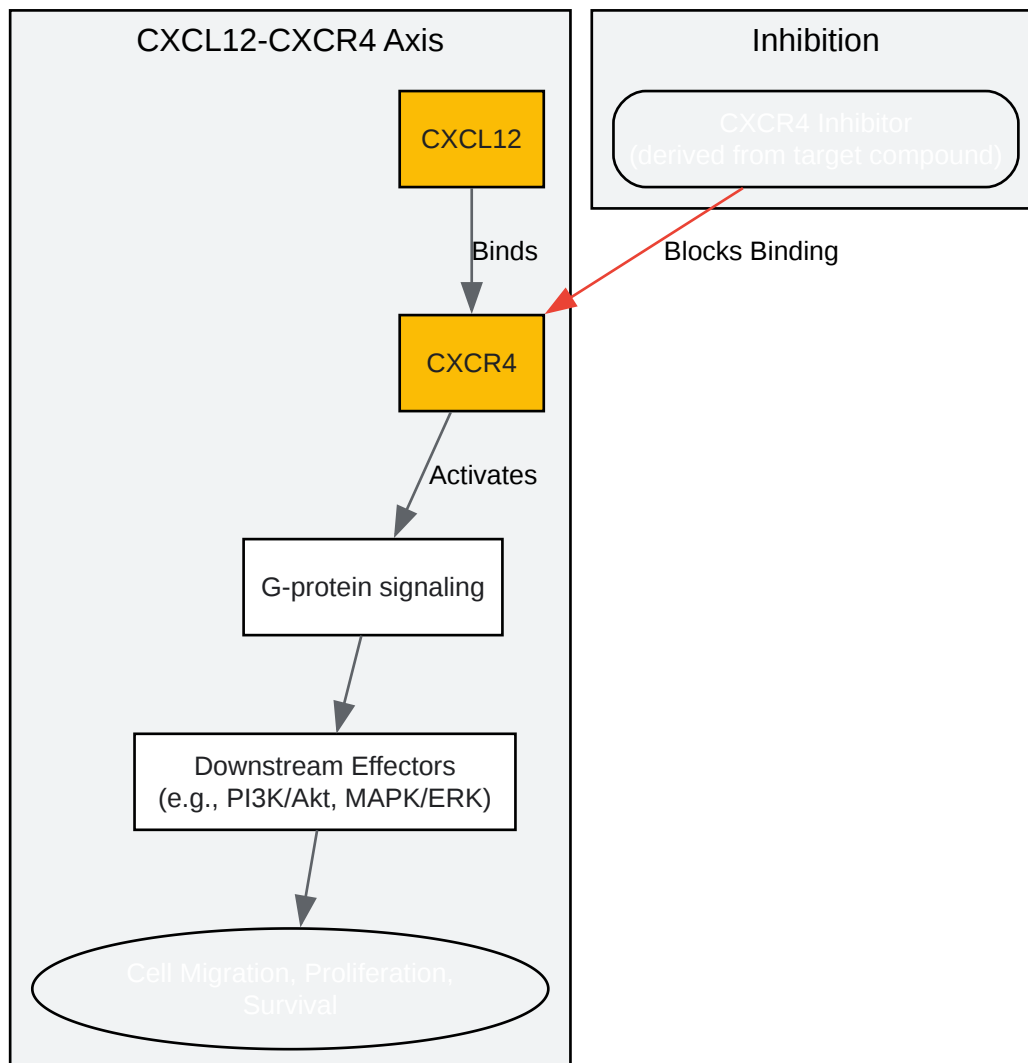 CXCL12-CXCR4 Axis
Inhibition
CXCR4 Inhibitor
(derived from target compound)
CXCL12
Binds
Blocks Binding
CXCR4
Activates
G-protein signaling
Downstream Effectors
(e.g., PI3K/Akt, MAPK/ERK)
Cell Migration, Proliferation,
Survival